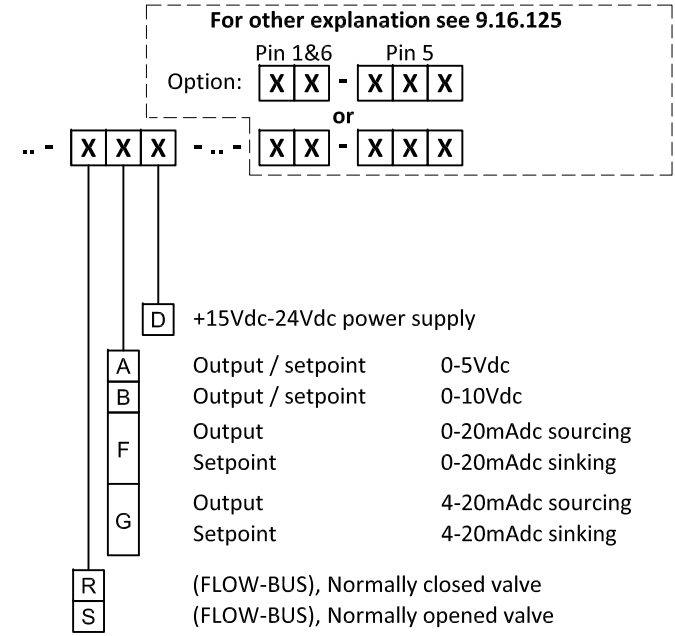 For other explanation see 9.16.125
Pin 1&6 Pin 5
Option: X X - X X X
or
.. - X X X - .. - X X - X X X
D +15Vdc-24Vdc power supply
A Output / setpoint 0-5Vdc
B Output / setpoint 0-10Vdc
F
Output 0-20mAdc sourcing
Setpoint 0-20mAdc sinking
G
Output 4-20mAdc sourcing
Setpoint 4-20mAdc sinking
R (FLOW-BUS), Normally closed valve
S (FLOW-BUS), Normally opened valve